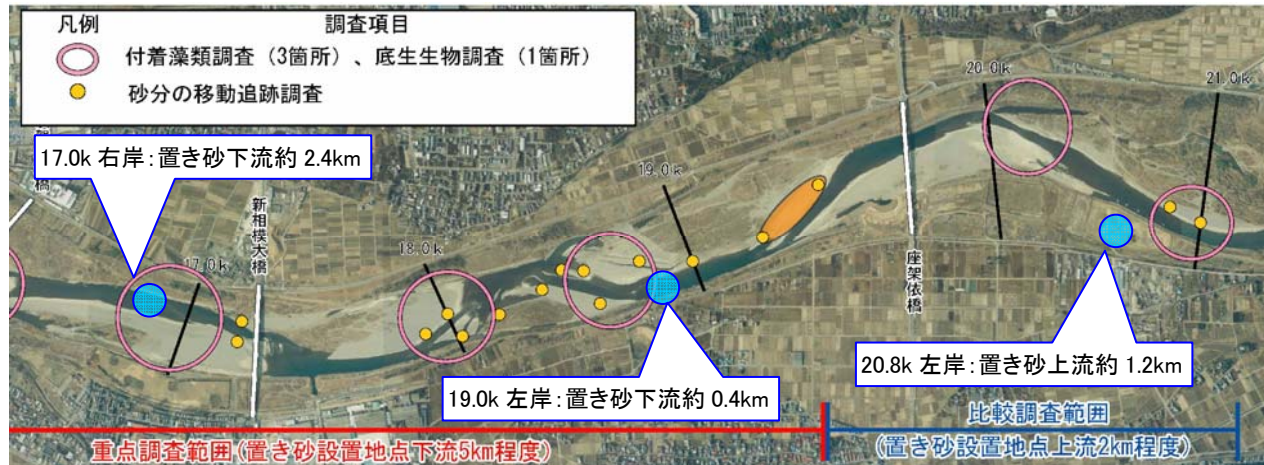 凡例 調査項目
付着藻類調査（3箇所）、底生生物調査（1箇所）
砂分の移動追跡調査
17.0k 右岸：置き砂下流約 2.4km
橋
新相模大橋
17.0k
18.0k
19.0k
座架依橋
20.0k
21.0k
19.0k 左岸：置き砂下流約 0.4km
20.8k 左岸：置き砂上流約 1.2km
重点調査範囲(置き砂設置地点下流5km程度)
比較調査範囲
(置き砂設置地点上流2km程度)